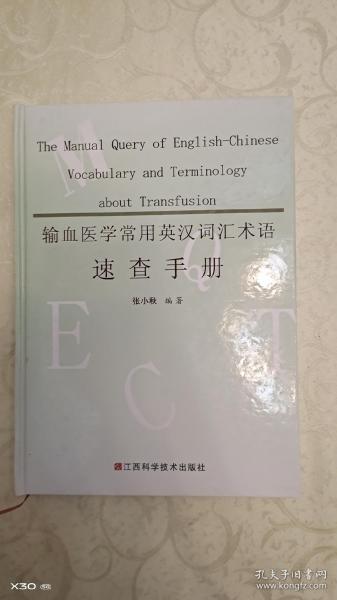 The Manual Query of English-Chinese
Vocabulary and Terminology
about Transfusion
输血医学常用英汉词汇术语
速查手册
张小秋 编著
M
Q
E
T
C
江西科学技术出版社
X30
孔夫子旧书网
www.kongfz.com